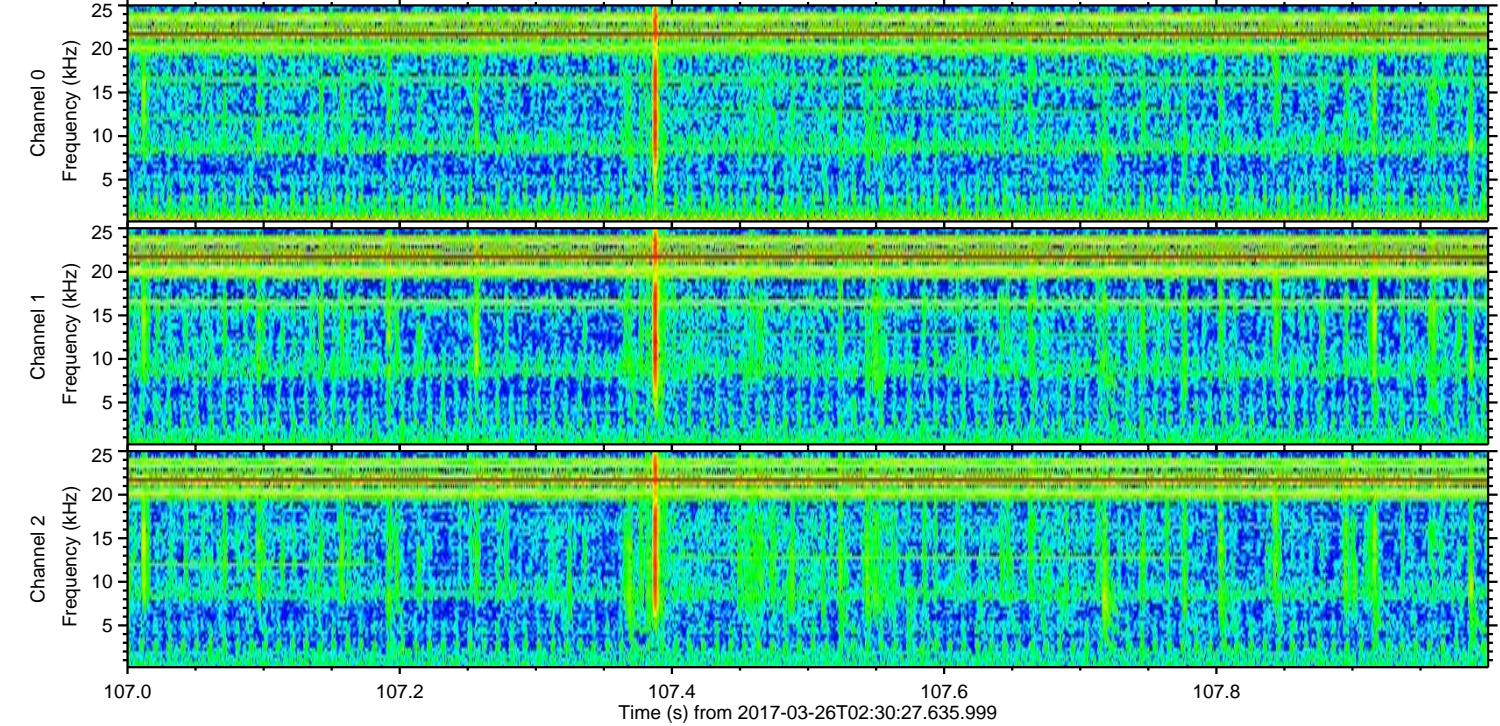 25
20
15
10
5
Channel 0
Frequency (kHz)
25
20
15
10
5
Channel 1
Frequency (kHz)
25
20
15
10
5
Channel 2
Frequency (kHz)
107.0 107.2 107.4 107.6 107.8
Time (s) from 2017-03-26T02:30:27.635.999